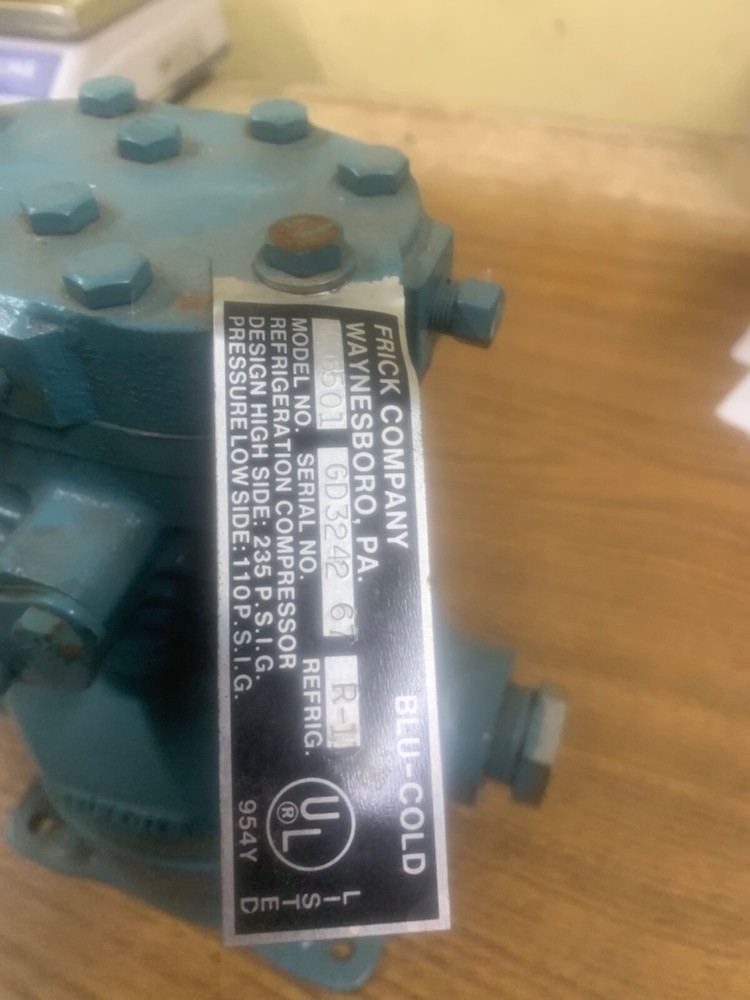 FRICK COMPANY
WAYNESBORO, PA.
BLU-COLD
GD3242 67
MODEL NO. SERIAL NO. REFRIG.
REFRIGERATION COMPRESSOR
DESIGN HIGH SIDE: 235 P.S.I.G.
PRESSURE LOW SIDE: 110 P.S.I.G.
UL
®
LISTED
954Y